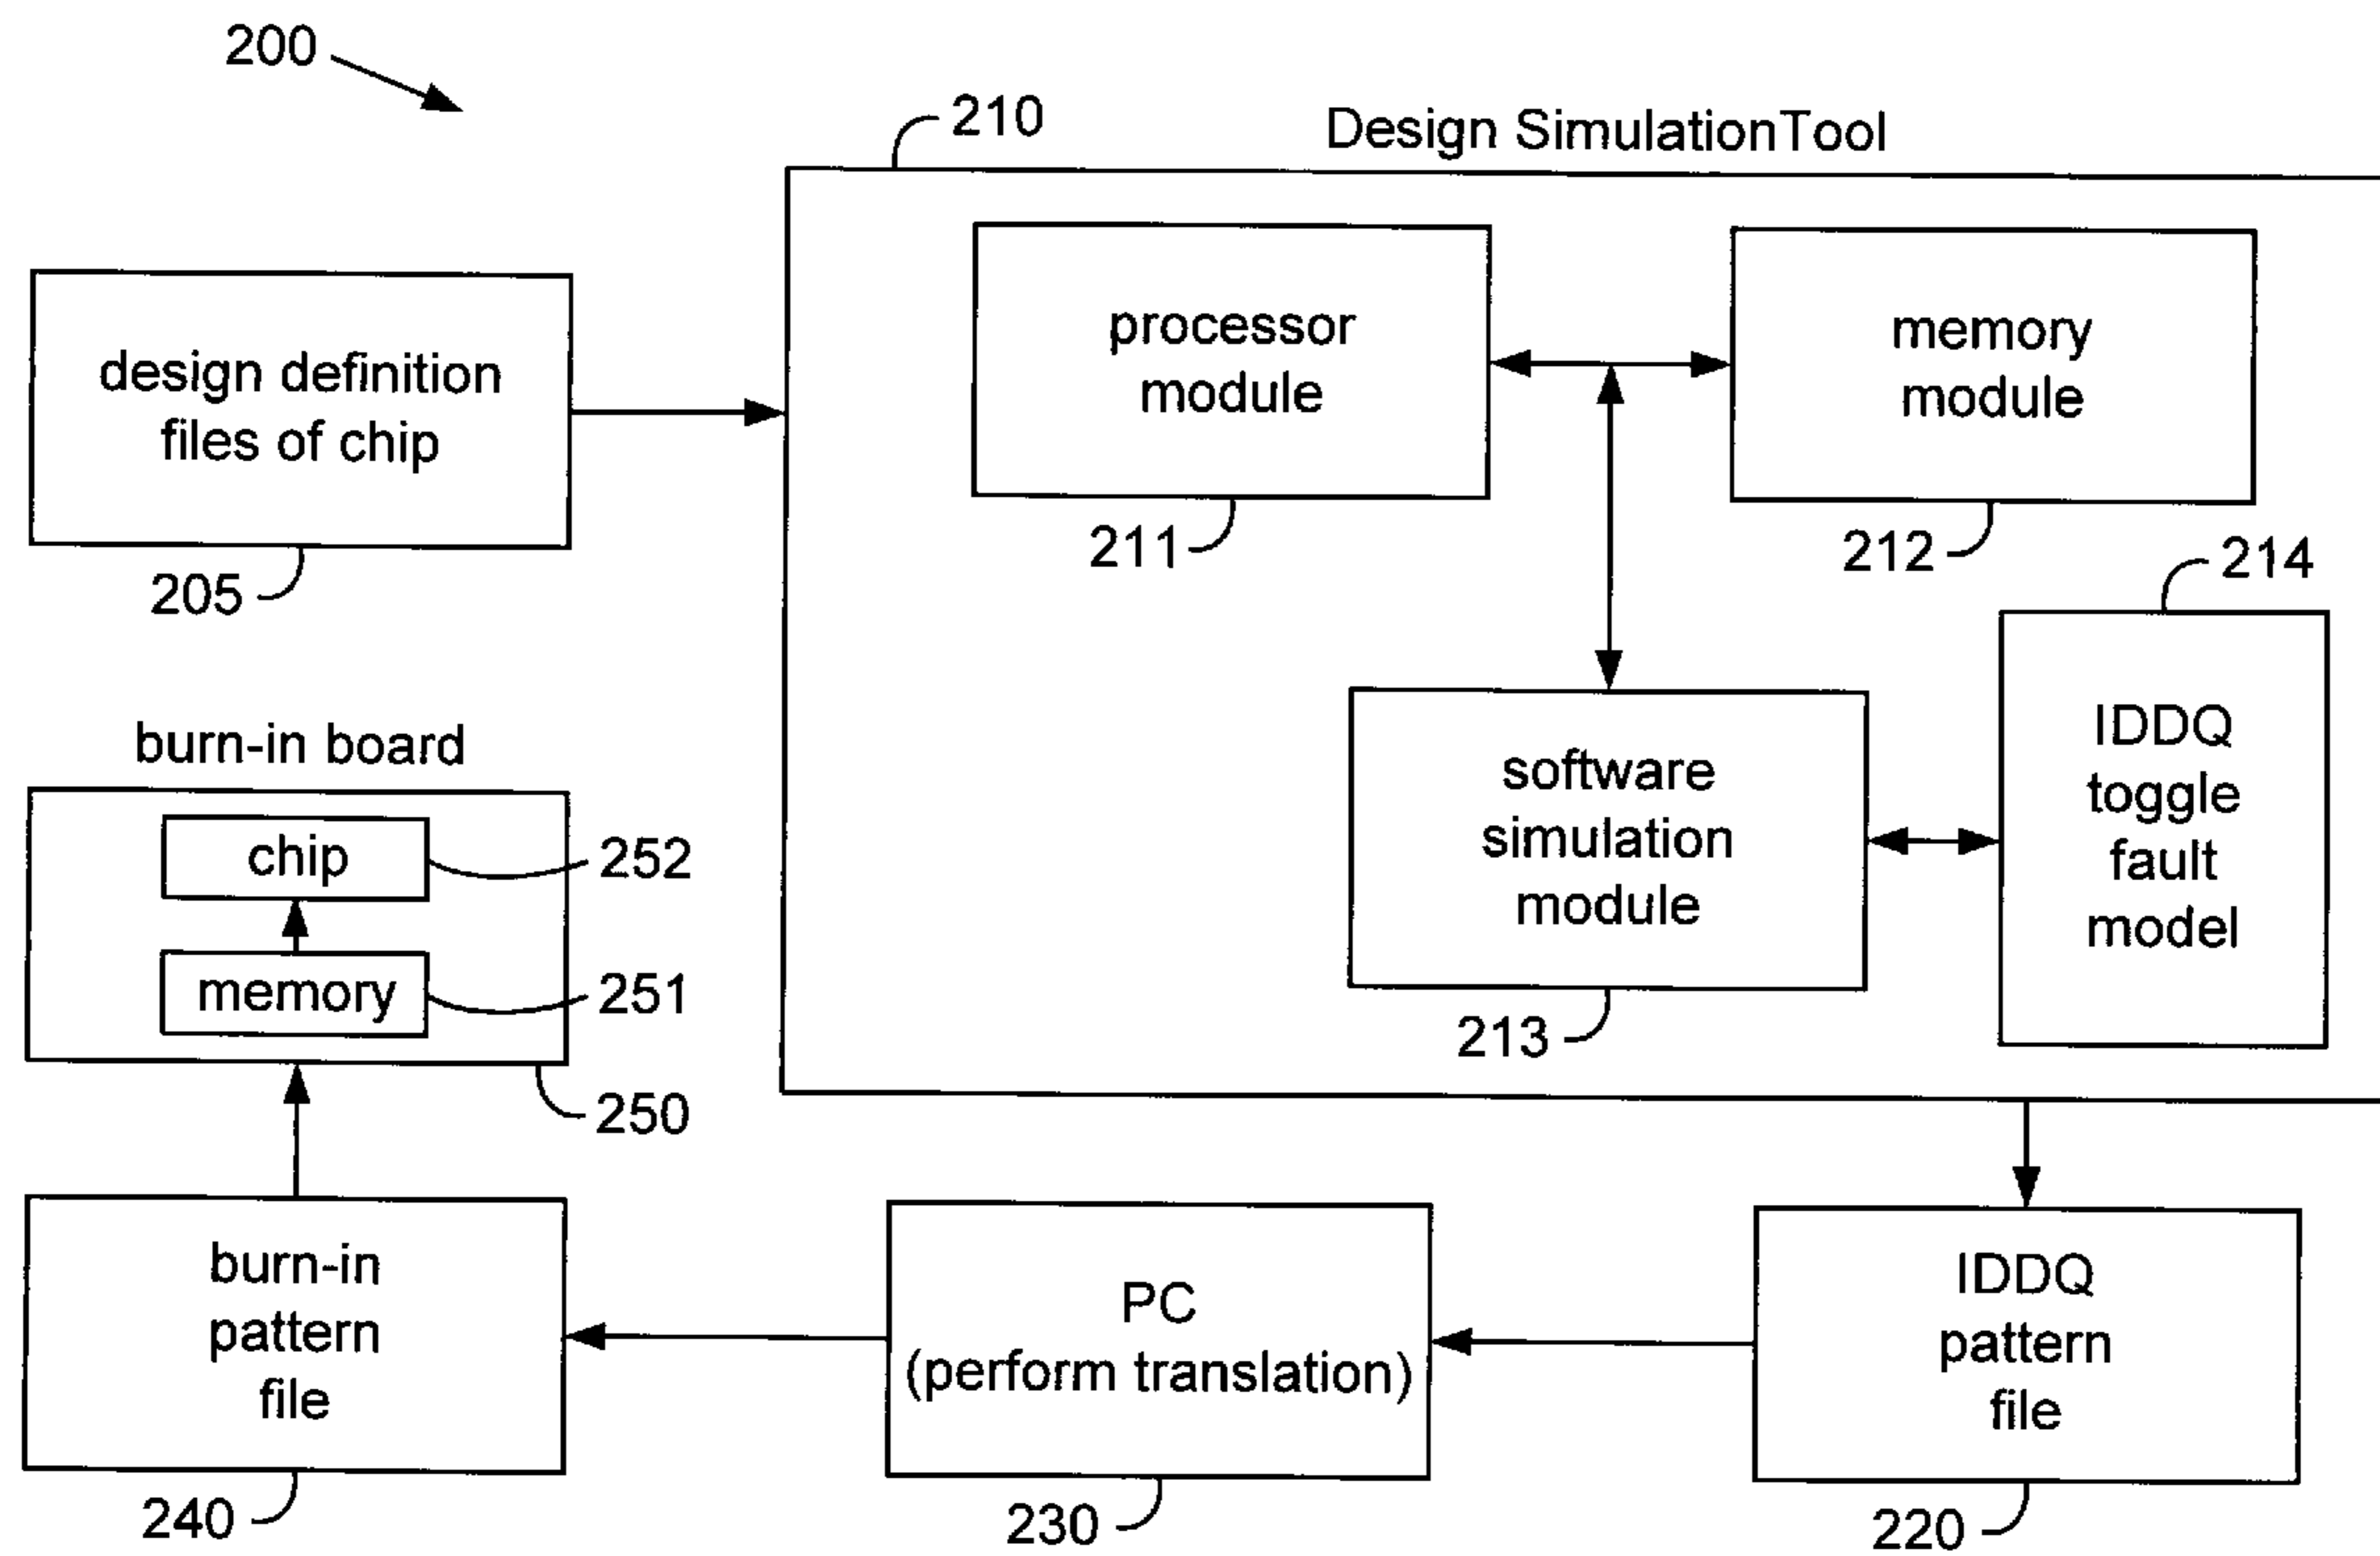 200
210
Design SimulationTool
processor
module
211
memory
module
212
design definition
files of chip
205
214
IDDQ
toggle
fault
model
software
simulation
module
213
burn-in board
chip
252
memory
251
250
burn-in
pattern
file
240
PC
(perform translation)
230
IDDQ
pattern
file
220